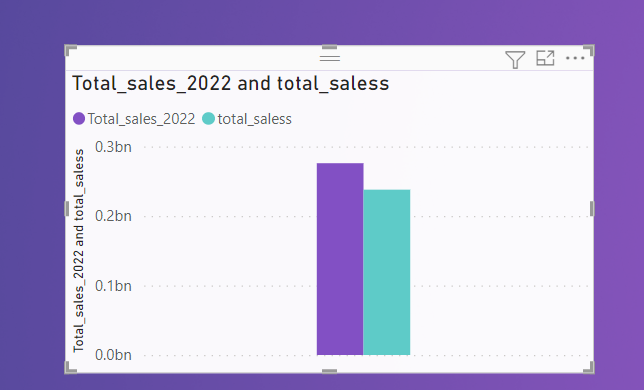 Total_sales_2022 and total_saless
Total_sales_2022 total_saless
Total_sales_2022 and total_saless
0.3bn
0.2bn
0.1bn
0.0bn